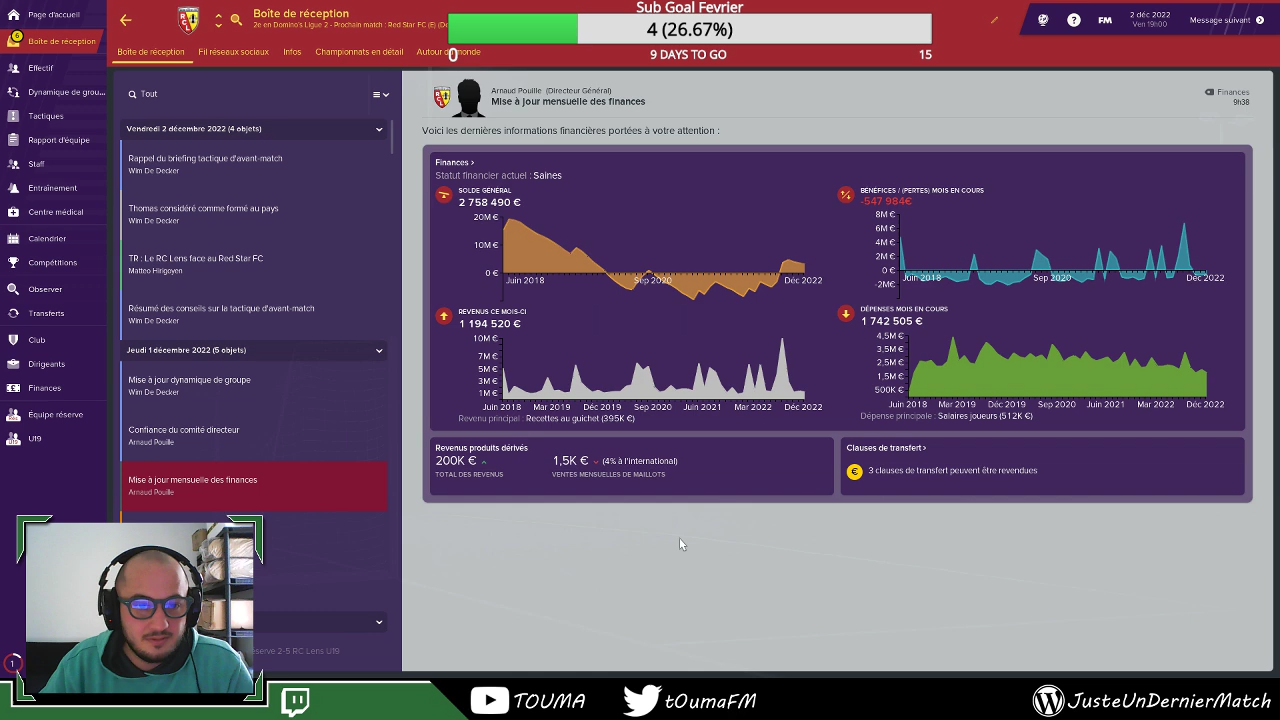 Sub Goal Fevrier
4 (26.67%)
0
9 DAYS TO GO
15
Page d'accueil
6
Boîte de réception
Effectif
Dynamique de grou...
Tactiques
Rapport d'équipe
Staff
Entraînement
Centre médical
Calendrier
Compétitions
Observer
Transferts
Club
Dirigeants
Finances
Équipe réserve
U19
1
Boîte de réception
2e en Domino's Ligue 2 - Prochain match : Red Star FC (E) (Do
FM
2 déc 2022
Ven 19h00
Message suivant
Boîte de réception
Fil réseaux sociaux
Infos
Championnats en détail
Autour du monde
Tout
Vendredi 2 décembre 2022 (4 objets)
Rappel du briefing tactique d'avant-match
Wim De Decker
Thomas considéré comme formé au pays
Wim De Decker
TR : Le RC Lens face au Red Star FC
Matteo Hirigoyen
Résumé des conseils sur la tactique d'avant-match
Wim De Decker
Jeudi 1 décembre 2022 (5 objets)
Mise à jour dynamique de groupe
Wim De Decker
Confiance du comité directeur
Arnaud Pouille
Mise à jour mensuelle des finances
Arnaud Pouille
serve 2-5 RC Lens U19
Arnaud Pouille (Directeur Général)
Mise à jour mensuelle des finances
Finances
9h38
Voici les dernières informations financières portées à votre attention :
Finances >
Statut financier actuel : Saines
SOLDE GÉNÉRAL
2 758 490 €
20M €
10M €
0 €
Juin 2018
Sep 2020
Déc 2022
BÉNÉFICES / (PERTES) MOIS EN COURS
-547 984€
8M €
6M €
4M €
2M €
0 €
-2M€
Juin 2018
Sep 2020
Déc 2022
REVENUS CE MOIS-CI
1 194 520 €
10M €
7M €
5M €
3M €
1M €
Juin 2018 Mar 2019 Déc 2019 Sep 2020 Juin 2021 Mar 2022 Déc 2022
Revenu principal : Recettes au guichet (395K €)
DÉPENSES MOIS EN COURS
1 742 505 €
4,5M €
3,5M €
2,5M €
1,5M €
500K €
Juin 2018 Mar 2019 Déc 2019 Sep 2020 Juin 2021 Mar 2022 Déc 2022
Dépense principale : Salaires joueurs (512K €)
Revenus produits dérivés
200K €
TOTAL DES REVENUS
1,5K € (4% à l'international)
VENTES MENSUELLES DE MAILLOTS
Clauses de transfert >
3 clauses de transfert peuvent être revendues
TOUMA
tOumaFM
JusteUnDernierMatch